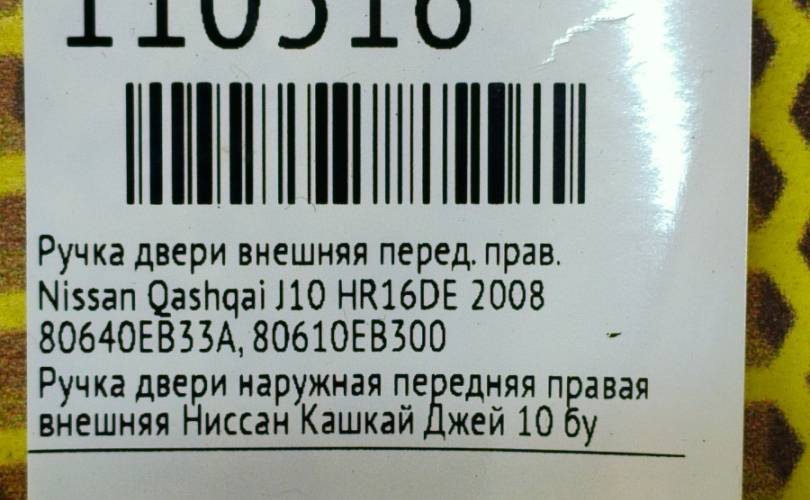 110316
Ручка двери внешняя перед. прав.
Nissan Qashqai J10 HR16DE 2008
80640EB33A, 80610EB300
Ручка двери наружная передняя правая
внешняя Ниссан Кашкай Джей 10 бу